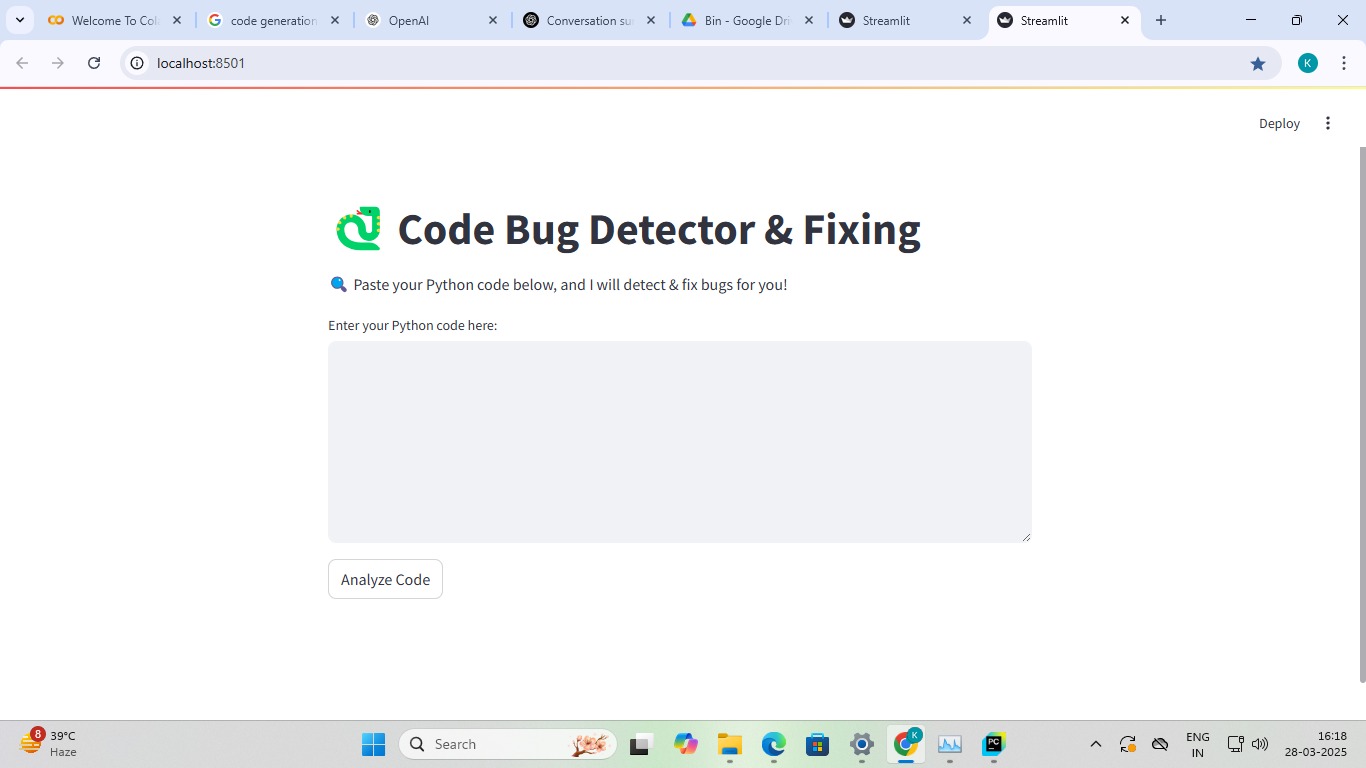 Welcome To Col
code generation
OpenAI
Conversation su
Bin - Google Dri
Streamlit
Streamlit
localhost:8501
K
Deploy
Code Bug Detector & Fixing
Paste your Python code below, and I will detect & fix bugs for you!
Enter your Python code here:
Analyze Code
8
39°C
Haze
Search
K
PC
ENG
IN
16:18
28-03-2025